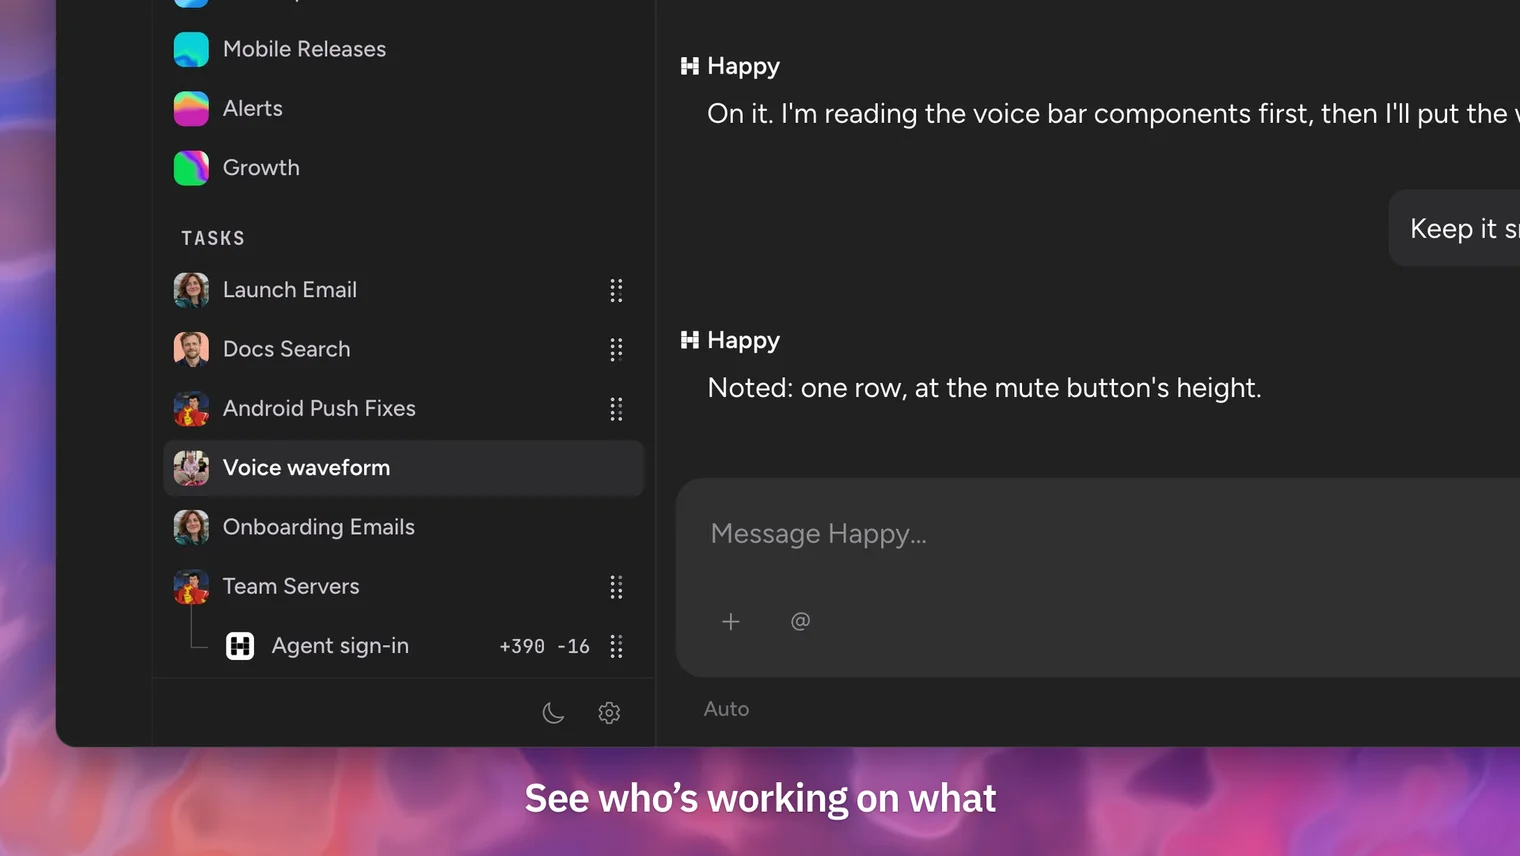 Mobile Releases
Alerts
Growth
TASKS
Launch Email
Docs Search
Android Push Fixes
Voice waveform
Onboarding Emails
Team Servers
Agent sign-in +390 -16
Happy
On it. I'm reading the voice bar components first, then I'll put the
Keep it
Happy
Noted: one row, at the mute button's height.
Message Happy...
@
Auto
See who’s working on what